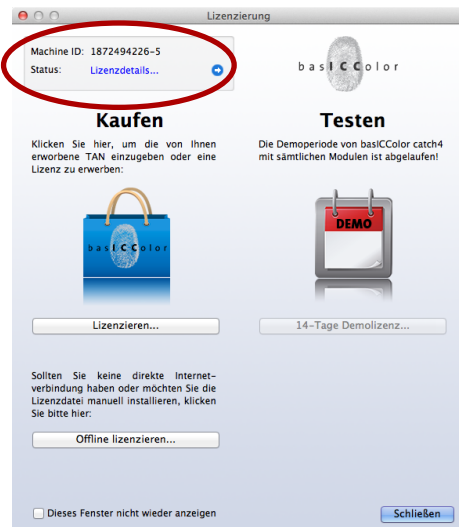 Lizenzierung
Machine ID: 1872494226-5
Status: Lizenzdetails...
basICColor
Kaufen
Klicken Sie hier, um die von Ihnen
erworbene TAN einzugeben oder eine
Lizenz zu erwerben:
basICColor
Lizenzieren...
Sollten Sie keine direkte Internet-
verbindung haben oder möchten Sie die
Lizenzdatei manuell installieren, klicken
Sie bitte hier:
Offline lizenzieren...
Testen
Die Demoperiode von basICColor catch4
mit sämtlichen Modulen ist abgelaufen!
DEMO
14-Tage Demolizenz...
Dieses Fenster nicht wieder anzeigen
Schließen